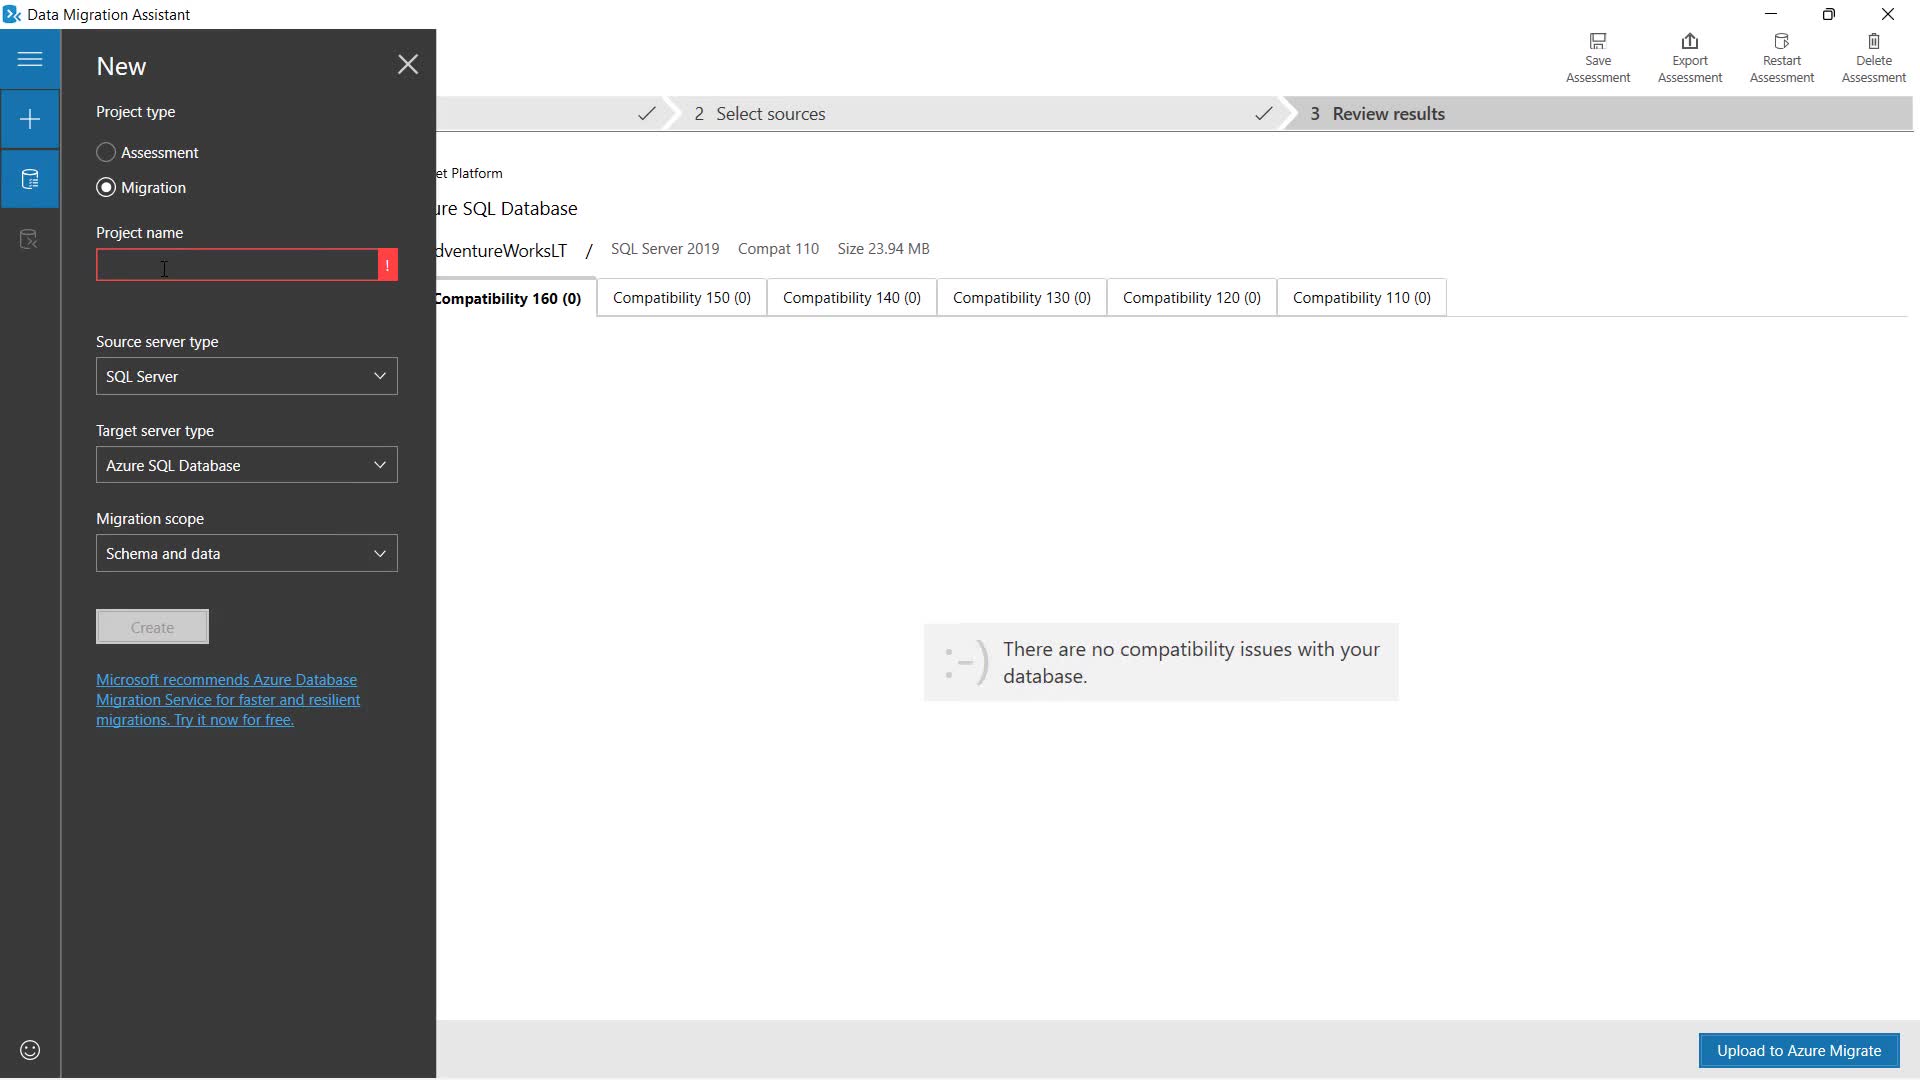 Data Migration Assistant
Save Assessment
Export Assessment
Restart Assessment
Delete Assessment
New
Project type
Assessment
Migration
Project name
!
Source server type
SQL Server
Target server type
Azure SQL Database
Migration scope
Schema and data
Create
Microsoft recommends Azure Database
Migration Service for faster and resilient
migrations. Try it now for free.
2 Select sources
3 Review results
et Platform
ure SQL Database
dventureWorksLT / SQL Server 2019 Compat 110 Size 23.94 MB
Compatibility 160 (0) Compatibility 150 (0) Compatibility 140 (0) Compatibility 130 (0) Compatibility 120 (0) Compatibility 110 (0)
:-)
There are no compatibility issues with your
database.
Upload to Azure Migrate